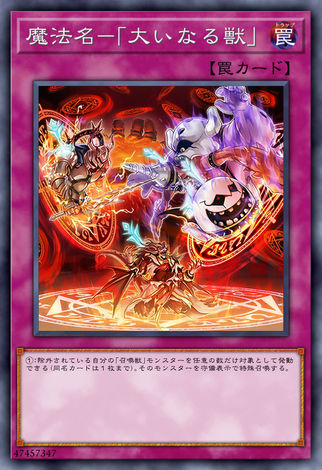 魔法名－「大いなる獣」
トラップ
罠
【罠カード】
①：除外されている自分の「召喚獣」モンスターを任意の数だけ対象として発動
できる（同名カードは１枚まで）。そのモンスターを守備表示で特殊召喚する。
47457347